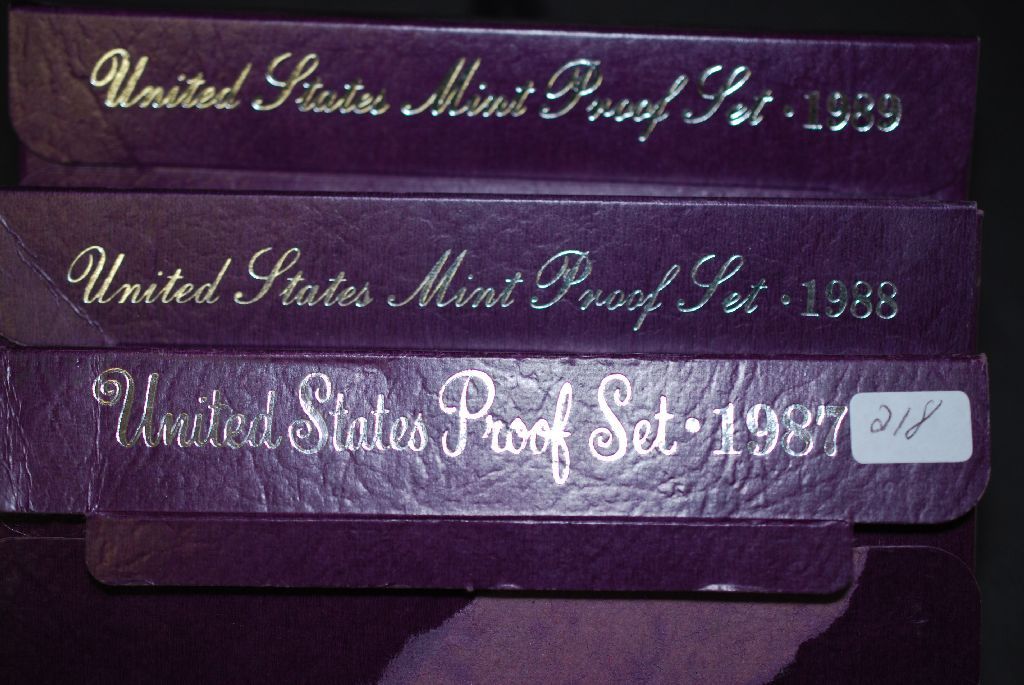 United States Mint Proof Set · 1989
United States Mint Proof Set · 1988
United States Proof Set · 1987
218